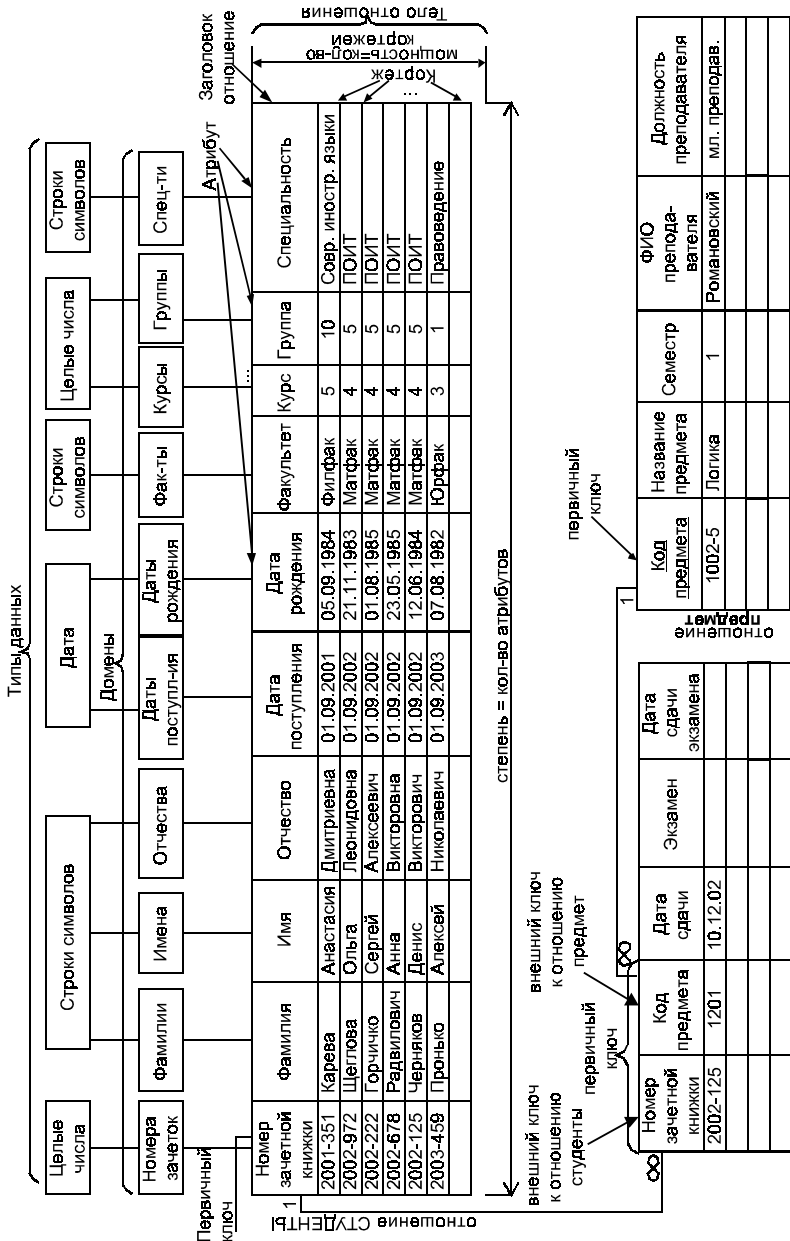 Типы данных
Целые числа
Строки символов
Дата
Строки символов
Целые числа
Строки символов
Домены
Номера зачеток
Фамилии
Имена
Отчества
Даты поступл-ия
Даты рождения
Фак-ты
Курсы
Группы
Спец-ти
Первичный ключ
...
Атрибут
Заголовок отношение
Номер зачетной книжки
Фамилия
Имя
Отчество
Дата поступления
Дата рождения
Факультет
Курс
Группа
Специальность
2001-351 Карева Анастасия Дмитриевна 01.09.2001 05.09.1984 Филфак 5 10 Совр. иностр. языки
2002-972 Щеглова Ольга Леонидовна 01.09.2002 21.11.1983 Матфак 4 5 ПОИТ
2002-222 Горчичко Сергей Алексеевич 01.09.2002 01.08.1985 Матфак 4 5 ПОИТ
2002-678 Радвилович Анна Викторовна 01.09.2002 23.05.1985 Матфак 4 5 ПОИТ
2002-125 Черняков Денис Викторович 01.09.2002 12.06.1984 Матфак 4 5 ПОИТ
2003-459 Пронько Алексей Николаевич 01.09.2003 07.08.1982 Юрфак 3 1 Правоведение
Кортеж
...
мощность=кол-во кортежей
Тело отношения
отношение СТУДЕНТЫ
степень = кол-во атрибутов
1
∞
внешний ключ к отношению студенты
первичный ключ
внешний ключ к отношению предмет
∞
1
первичный ключ
Номер зачетной книжки
Код предмета
Дата сдачи
Экзамен
Дата сдачи экзамена
2002-125 1201 10.12.02
отношение предмет
Код предмета
Название предмета
Семестр
ФИО препода-вателя
Должность преподавателя
1002-5 Логика 1 Романовский мл. преподав.